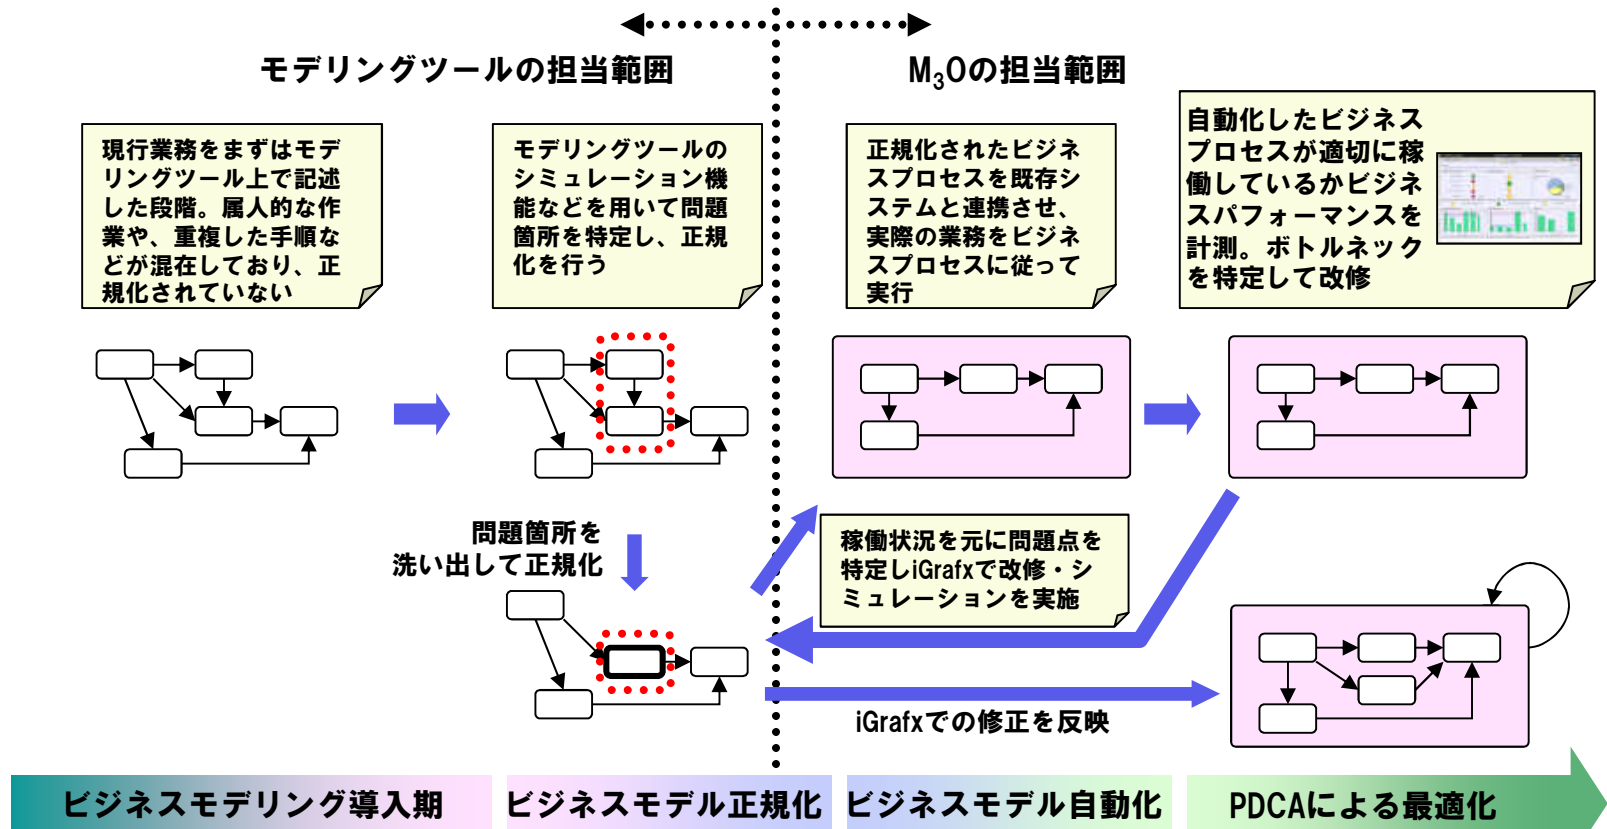 モデリングツールの担当範囲
M3Oの担当範囲
現行業務をまずはモデ
リングツール上で記述
した段階。属人的な作
業や、重複した手順な
どが混在しており、正
規化されていない
モデリングツールの
シミュレーション機
能などを用いて問題
箇所を特定し、正規
化を行う
正規化されたビジネ
スプロセスを既存シ
ステムと連携させ、
実際の業務をビジネ
スプロセスに従って
実行
自動化したビジネス
プロセスが適切に稼
働しているかビジネ
スパフォーマンスを
計測。ボトルネック
を特定して改修
問題箇所を
洗い出して正規化
稼働状況を元に問題点を
特定しiGrafxで改修・シ
ミュレーションを実施
iGrafxでの修正を反映
ビジネスモデリング導入期
ビジネスモデル正規化
ビジネスモデル自動化
PDCAによる最適化